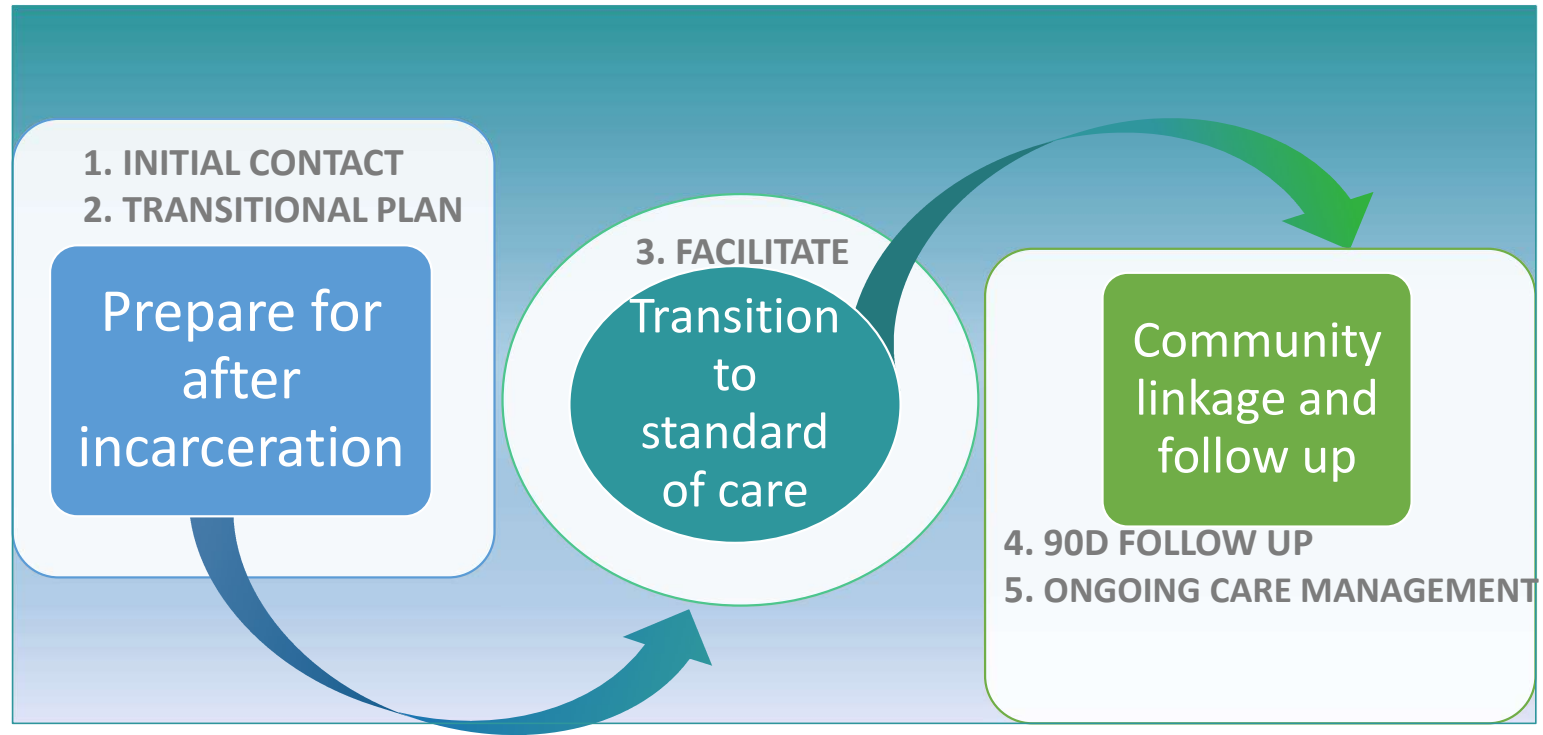 1. INITIAL CONTACT
2. TRANSITIONAL PLAN
Prepare for
after
incarceration
3. FACILITATE
Transition
to
standard
of care
Community
linkage and
follow up
4. 90D FOLLOW UP
5. ONGOING CARE MANAGEMENT